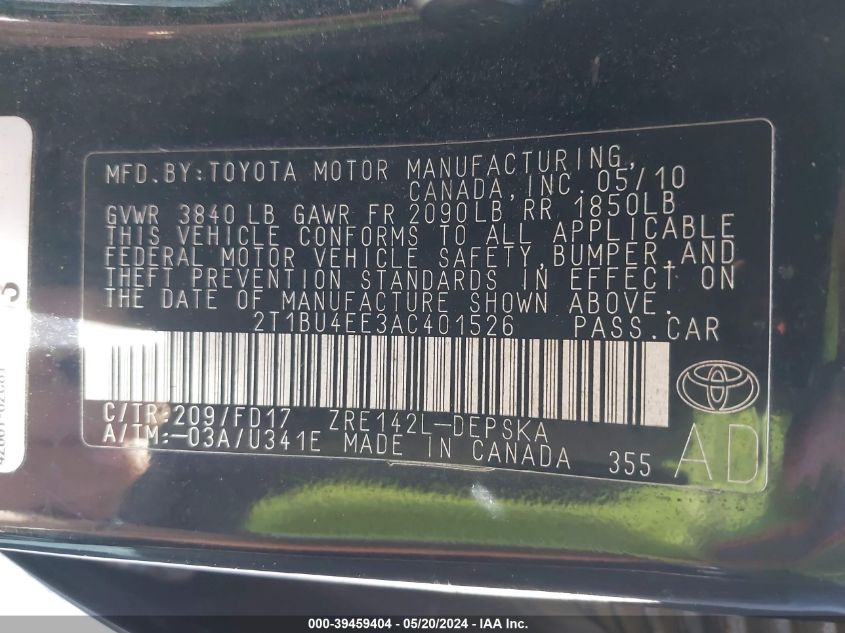 MFD.BY:TOYOTA MOTOR MANUFACTURING,
CANADA,INC. 05/10
GVWR 3840 LB GAWR FR 2090LB RR 1850LB
THIS VEHICLE CONFORMS TO ALL APPLICABLE
FEDERAL MOTOR VEHICLE SAFETY,BUMPER,AND
THEFT PREVENTION STANDARDS IN EFFECT ON
THE DATE OF MANUFACTURE SHOWN ABOVE.
2T1BU4EE3AC401526 PASS.CAR
C/TR:209/FD17 ZRE142L-DEPSKA
A/TM:-03A/U341E MADE IN CANADA 355
AD
000-39459404 - 05/20/2024 - IAA Inc.